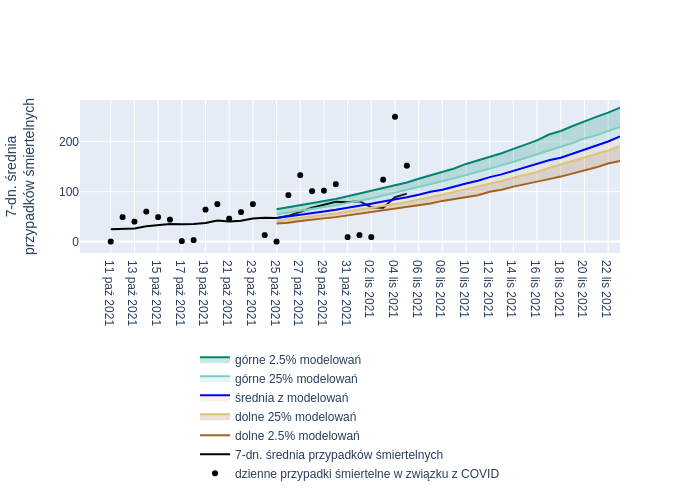 7-dn. średnia
przypadków śmiertelnych
200
100
0
11 paź 2021
13 paź 2021
15 paź 2021
17 paź 2021
19 paź 2021
21 paź 2021
23 paź 2021
25 paź 2021
27 paź 2021
29 paź 2021
31 paź 2021
02 lis 2021
04 lis 2021
06 lis 2021
08 lis 2021
10 lis 2021
12 lis 2021
14 lis 2021
16 lis 2021
18 lis 2021
20 lis 2021
22 lis 2021
górne 2.5% modelowań
górne 25% modelowań
średnia z modelowań
dolne 25% modelowań
dolne 2.5% modelowań
7-dn. średnia przypadków śmiertelnych
dzienne przypadki śmiertelne w związku z COVID